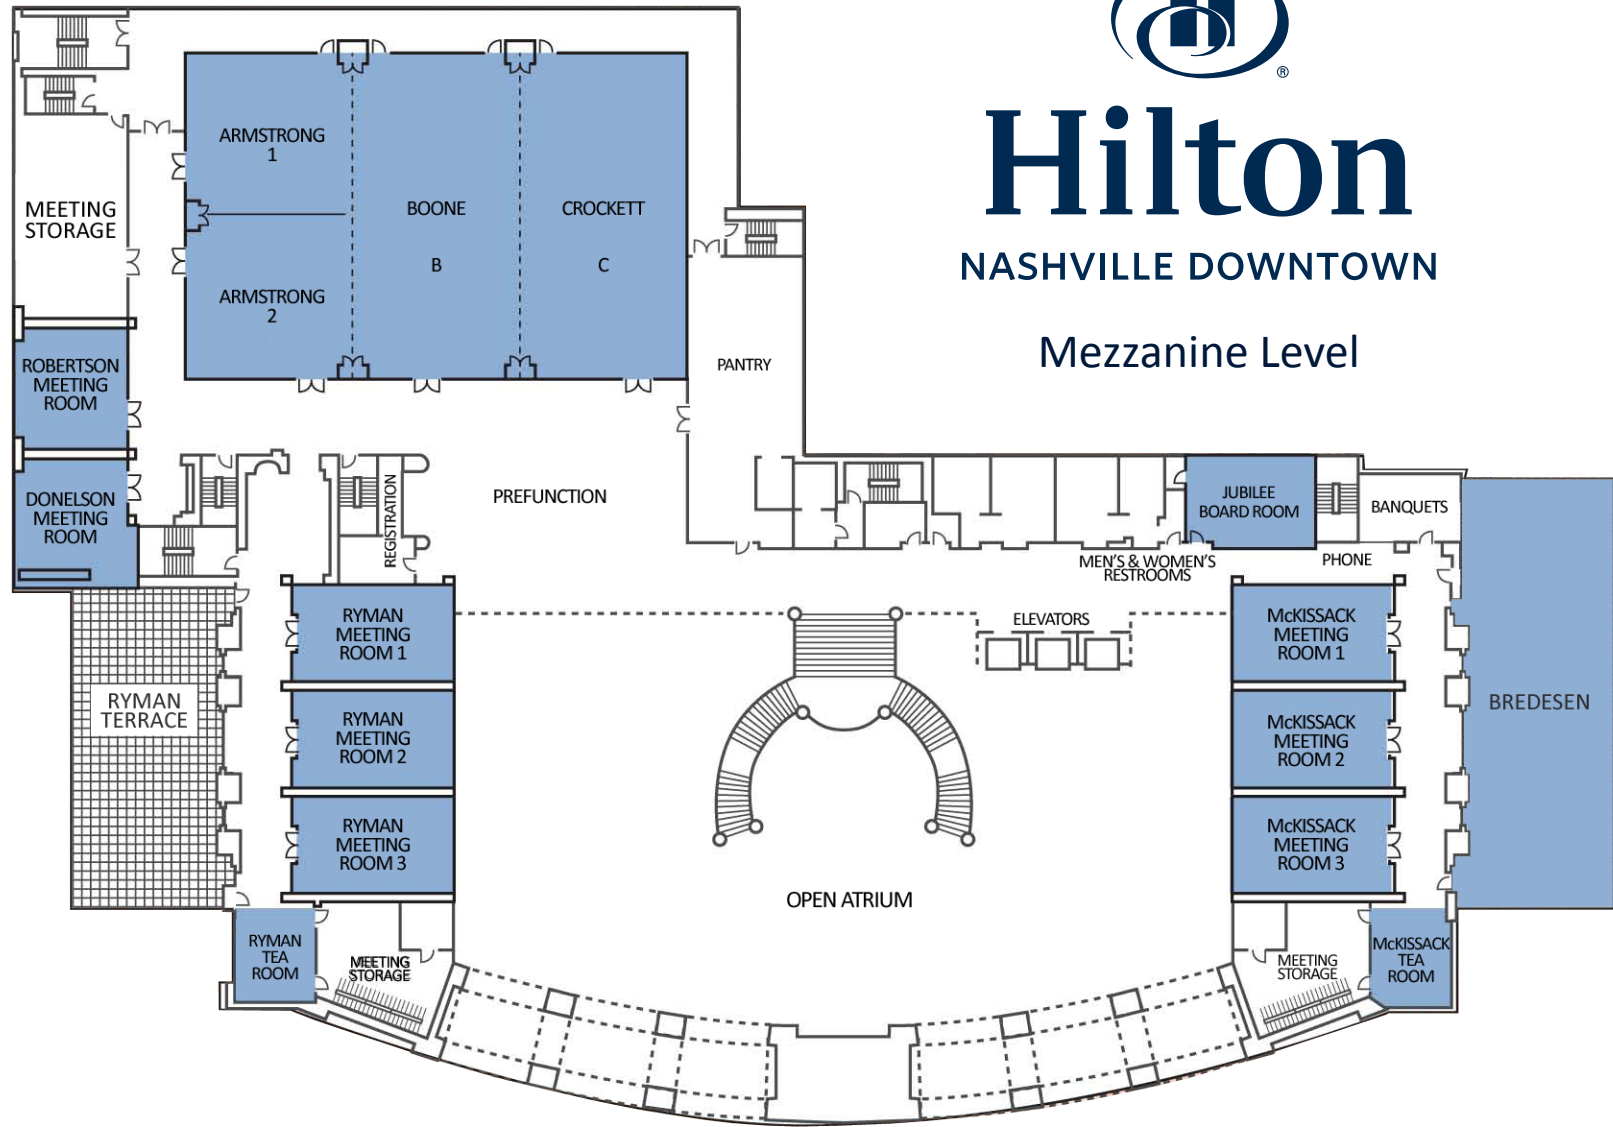 ®
Hilton
NASHVILLE DOWNTOWN
Mezzanine Level
ARMSTRONG
1
ARMSTRONG
2
BOONE
B
CROCKETT
C
MEETING
STORAGE
ROBERTSON
MEETING
ROOM
DONELSON
MEETING
ROOM
PANTRY
PREFUNCTION
REGISTRATION
JUBILEE
BOARD ROOM
BANQUETS
MEN'S & WOMEN'S
RESTROOMS
PHONE
ELEVATORS
RYMAN
TERRACE
RYMAN
MEETING
ROOM 1
RYMAN
MEETING
ROOM 2
RYMAN
MEETING
ROOM 3
McKISSACK
MEETING
ROOM 1
McKISSACK
MEETING
ROOM 2
McKISSACK
MEETING
ROOM 3
BREDESEN
OPEN ATRIUM
RYMAN
TEA
ROOM
MEETING
STORAGE
MEETING
STORAGE
McKISSACK
TEA
ROOM